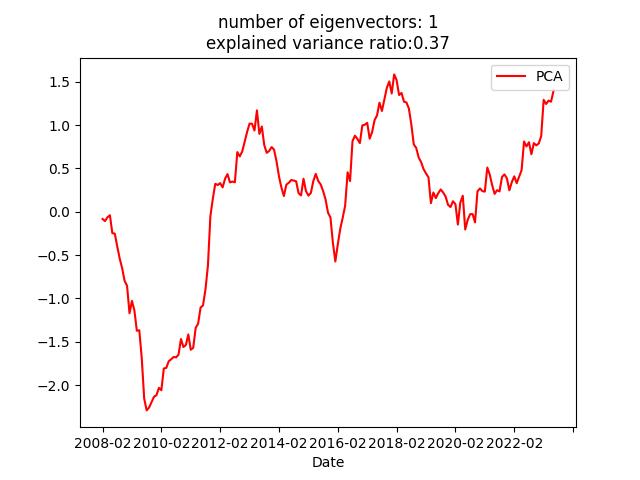 number of eigenvectors: 1
explained variance ratio:0.37
PCA
1.5
1.0
0.5
0.0
−0.5
−1.0
−1.5
−2.0
2008-02 2010-02 2012-02 2014-02 2016-02 2018-02 2020-02 2022-02
Date